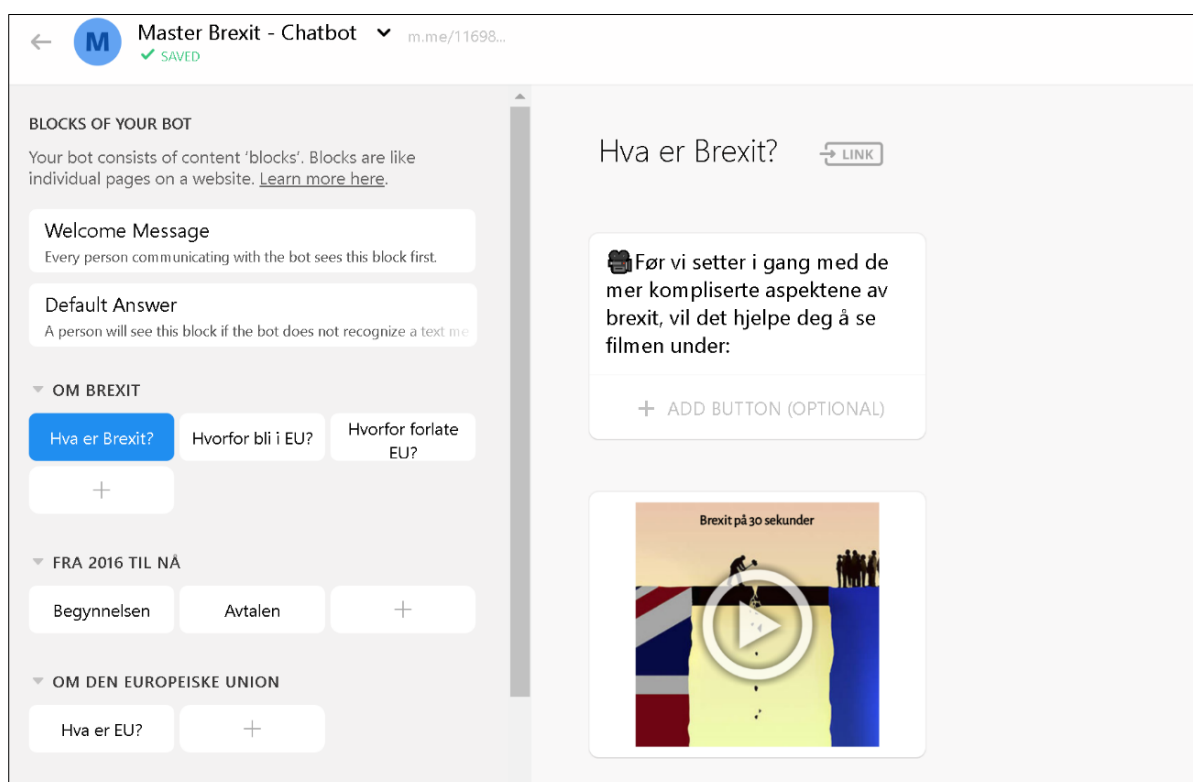 M
Master Brexit - Chatbot m.me/11698...
SAVED
BLOCKS OF YOUR BOT
Your bot consists of content 'blocks'. Blocks are like
individual pages on a website. Learn more here.
Welcome Message
Every person communicating with the bot sees this block first.
Default Answer
A person will see this block if the bot does not recognize a text me
OM BREXIT
Hva er Brexit?
Hvorfor bli i EU?
Hvorfor forlate
EU?
+
FRA 2016 TIL NÅ
Begynnelsen
Avtalen
+
OM DEN EUROPEISKE UNION
Hva er EU?
+
Hva er Brexit?
LINK
Før vi setter i gang med de
mer kompliserte aspektene av
brexit, vil det hjelpe deg å se
filmen under:
+ ADD BUTTON (OPTIONAL)
Brexit på 30 sekunder